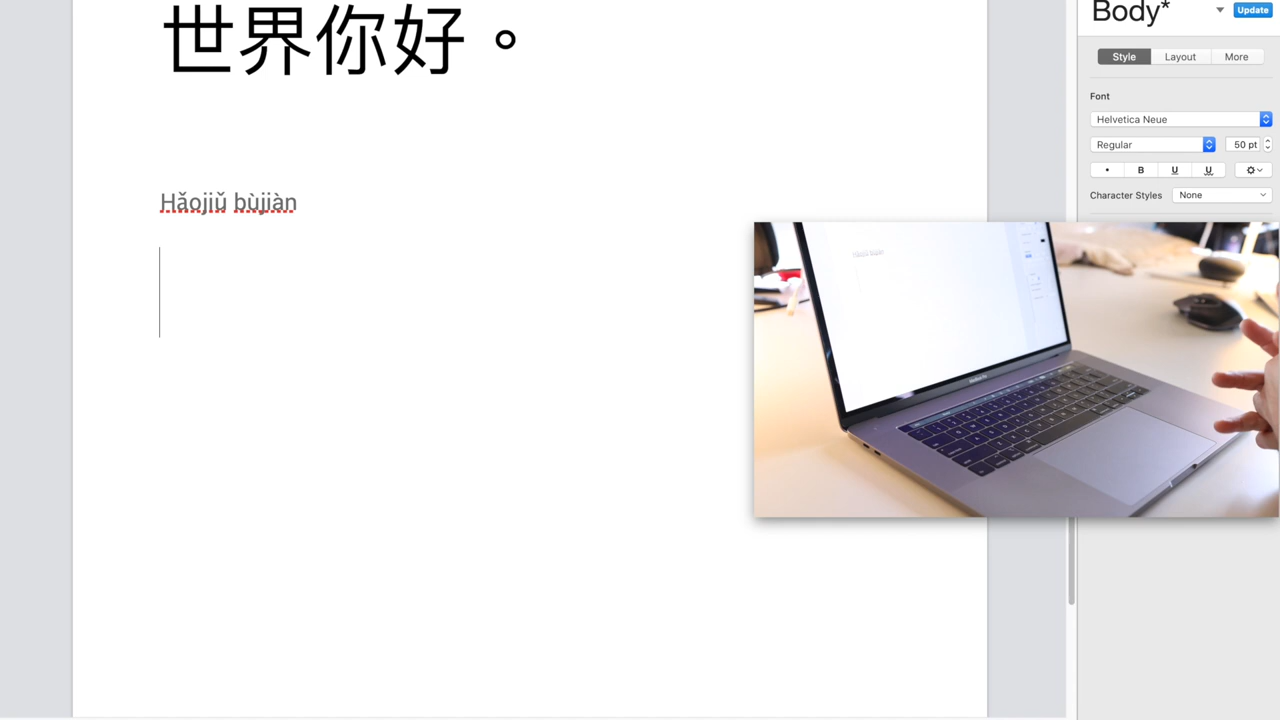 世界你好。
Hǎojiǔ bùjiàn
Body*
Update
Style Layout More
Font
Helvetica Neue
Regular 50 pt
B U U
Character Styles None